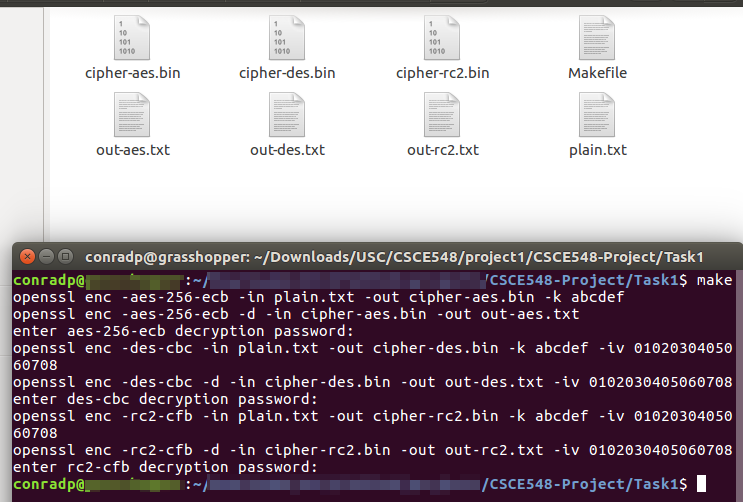 1
10
101
1010
1
10
101
1010
1
10
101
1010
cipher-aes.bin cipher-des.bin cipher-rc2.bin Makefile
out-aes.txt out-des.txt out-rc2.txt plain.txt
conradp@grasshopper: ~/Downloads/USC/CSCE548/project1/CSCE548-Project/Task1
conradp@ :~/ /CSCE548-Project/Task1$ make
openssl enc -aes-256-ecb -in plain.txt -out cipher-aes.bin -k abcdef
openssl enc -aes-256-ecb -d -in cipher-aes.bin -out out-aes.txt
enter aes-256-ecb decryption password:
openssl enc -des-cbc -in plain.txt -out cipher-des.bin -k abcdef -iv 01020304050
60708
openssl enc -des-cbc -d -in cipher-des.bin -out out-des.txt -iv 0102030405060708
enter des-cbc decryption password:
openssl enc -rc2-cfb -in plain.txt -out cipher-rc2.bin -k abcdef -iv 01020304050
60708
openssl enc -rc2-cfb -d -in cipher-rc2.bin -out out-rc2.txt -iv 0102030405060708
enter rc2-cfb decryption password:
conradp@ :~/ /CSCE548-Project/Task1$